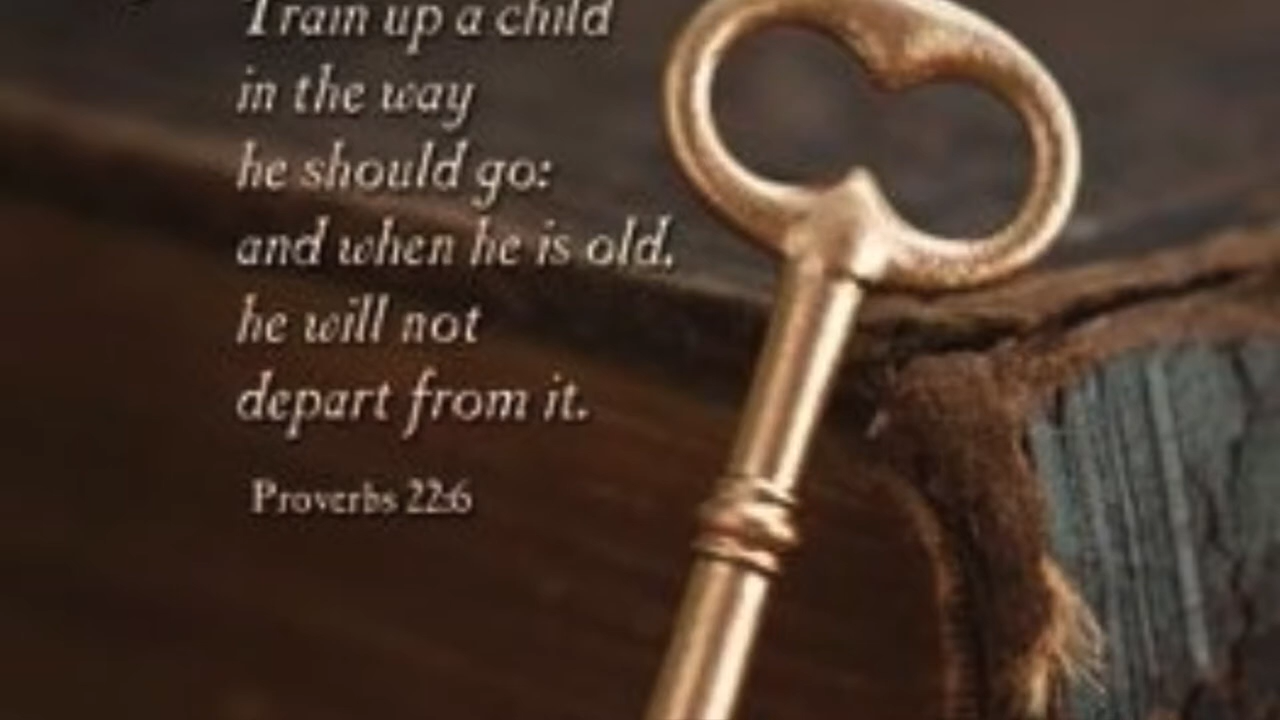 Train up a child
in the way
he should go:
and when he is old,
he will not
depart from it.
Proverbs 22:6